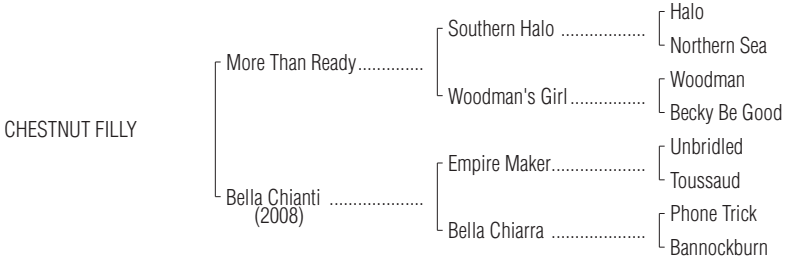 Halo
Southern Halo ...................
Northern Sea
More Than Ready..............
Woodman
Woodman's Girl.................
Becky Be Good
CHESTNUT FILLY
Unbridled
Empire Maker.....................
Toussaud
Bella Chianti .....................
(2008)
Phone Trick
Bella Chiarra .....................
Bannockburn